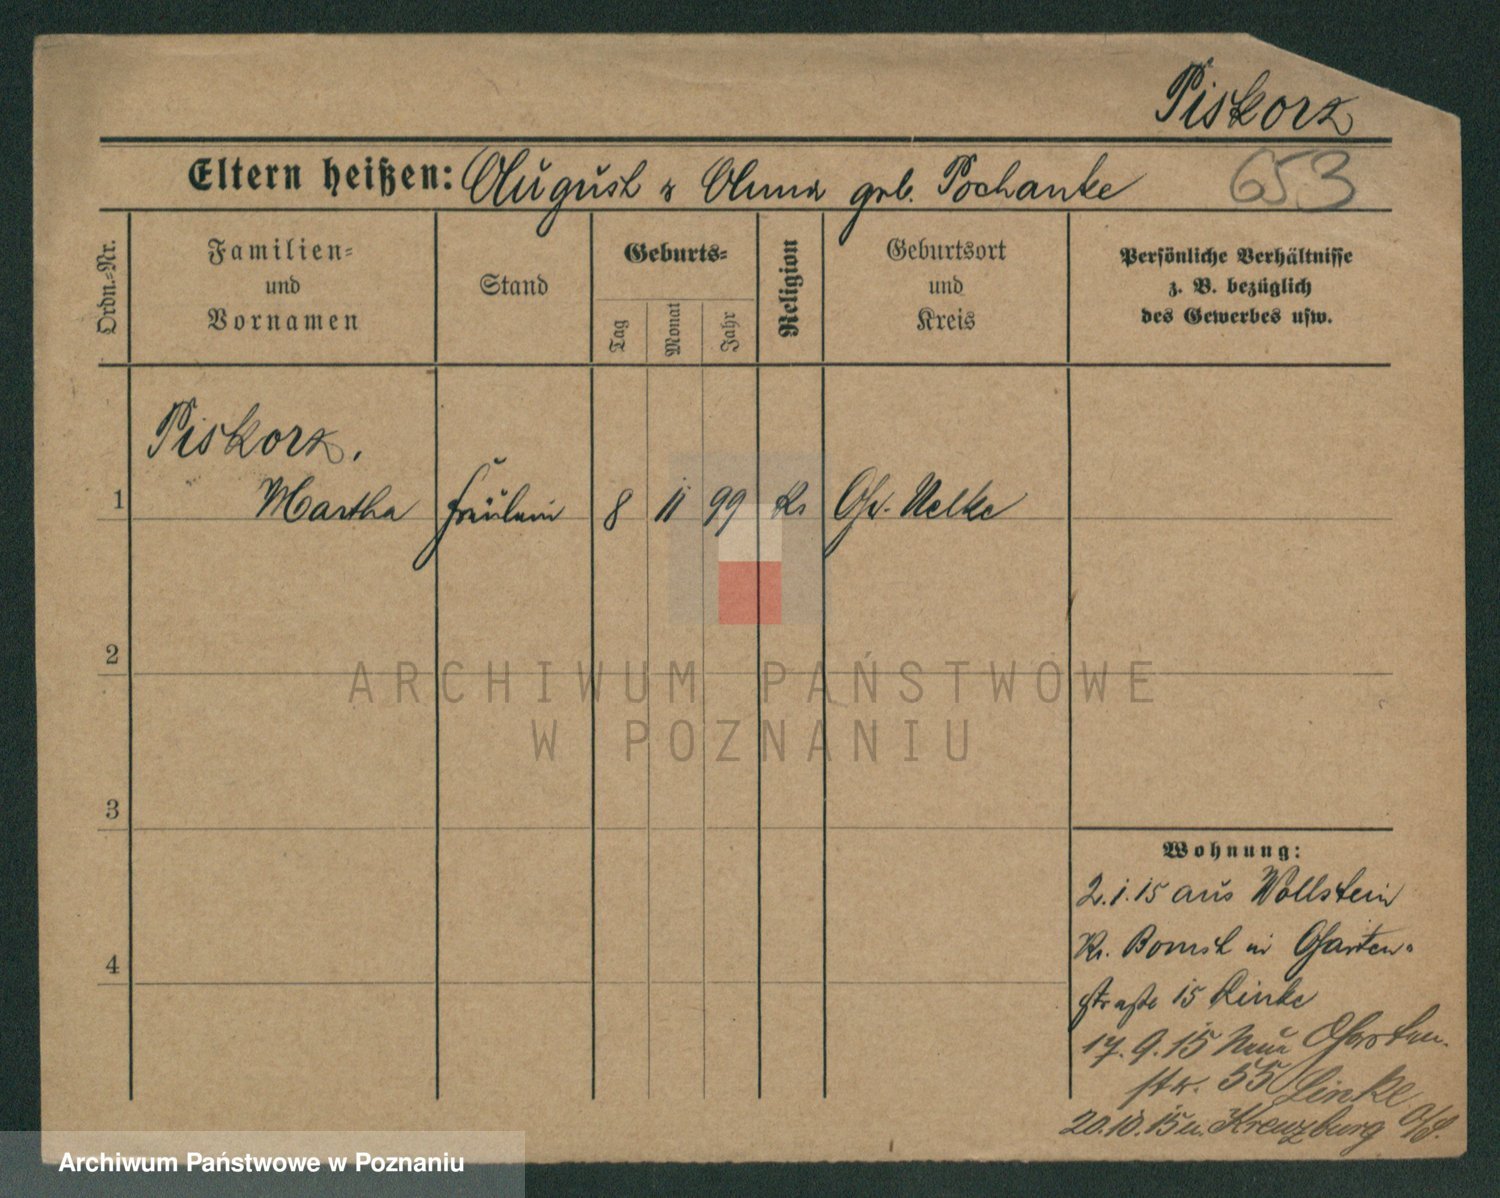 Piskorz
653
Eltern heißen: August & Anna geb. Pochanke
Ordn.-Nr.
Familien-
und
Vornamen
Stand
Geburts-
Tag
Monat
Jahr
Religion
Geburtsort
und
Kreis
Persönliche Verhältnisse
z. B. bezüglich
des Gewerbes usw.
Piskorz,
1 Martha Fräulein 8 11 99 Gr. Nelke
2
3
4
ARCHIWUM PAŃSTWOWE
W POZNANIU
Wohnung:
2.1.15 aus Wollstein
Kr. Bomst in Garten-
straße 15 Linke
17.9.15 Neue Garten-
str. 55 Linke
20.10.15 n. Kreuzburg O/S.
Archiwum Państwowe w Poznaniu